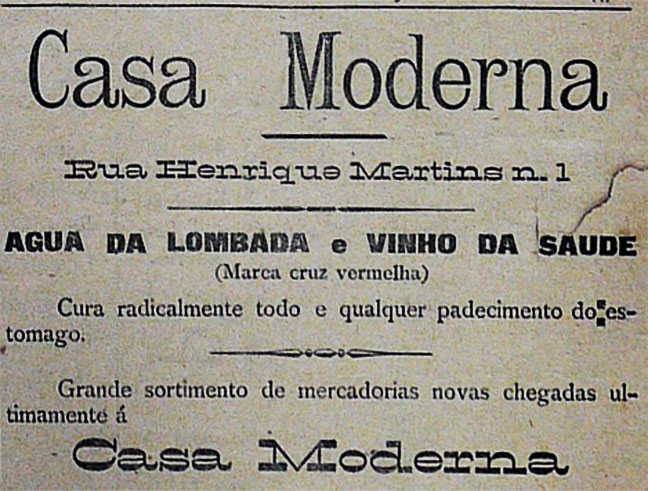 Casa Moderna
Rua Henrique Martins n. 1
AGUA DA LOMBADA e VINHO DA SAUDE
(Marca cruz vermelha)
Cura radicalmente todo e qualquer padecimento do es-
tomago.
Grande sortimento de mercadorias novas chegadas ul-
timamente á
Casa Moderna